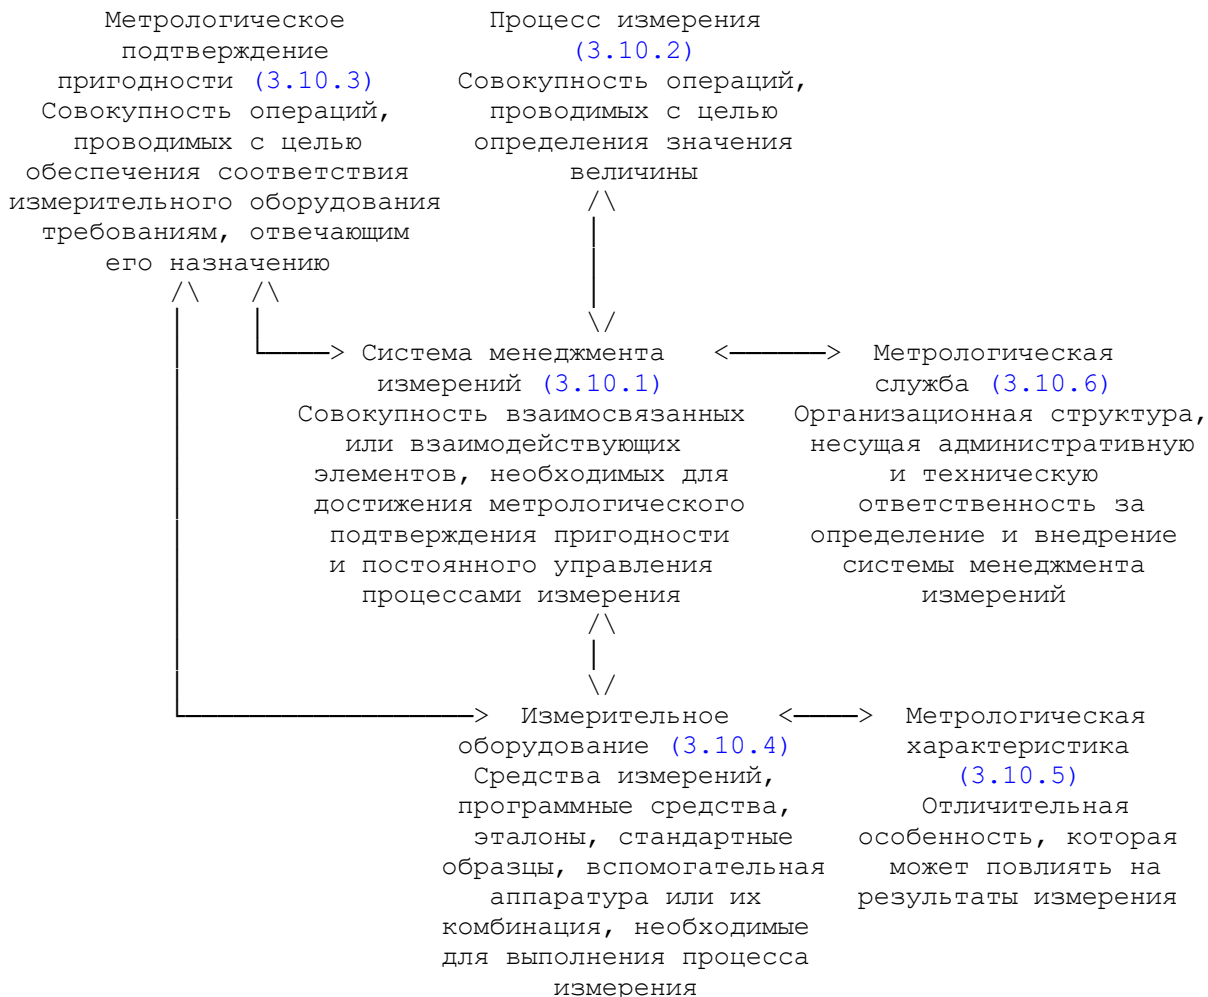 Метрологическое
подтверждение
пригодности (3.10.3)
Совокупность операций,
проводимых с целью
обеспечения соответствия
измерительного оборудования
требованиям, отвечающим
его назначению
Процесс измерения
(3.10.2)
Совокупность операций,
проводимых с целью
определения значения
величины
Система менеджмента
измерений (3.10.1)
Совокупность взаимосвязанных
или взаимодействующих
элементов, необходимых для
достижения метрологического
подтверждения пригодности
и постоянного управления
процессами измерения
Метрологическая
служба (3.10.6)
Организационная структура,
несущая административную
и техническую
ответственность за
определение и внедрение
системы менеджмента
измерений
Измерительное
оборудование (3.10.4)
Средства измерений,
программные средства,
эталоны, стандартные
образцы, вспомогательная
аппаратура или их
комбинация, необходимые
для выполнения процесса
измерения
Метрологическая
характеристика
(3.10.5)
Отличительная
особенность, которая
может повлиять на
результаты измерения